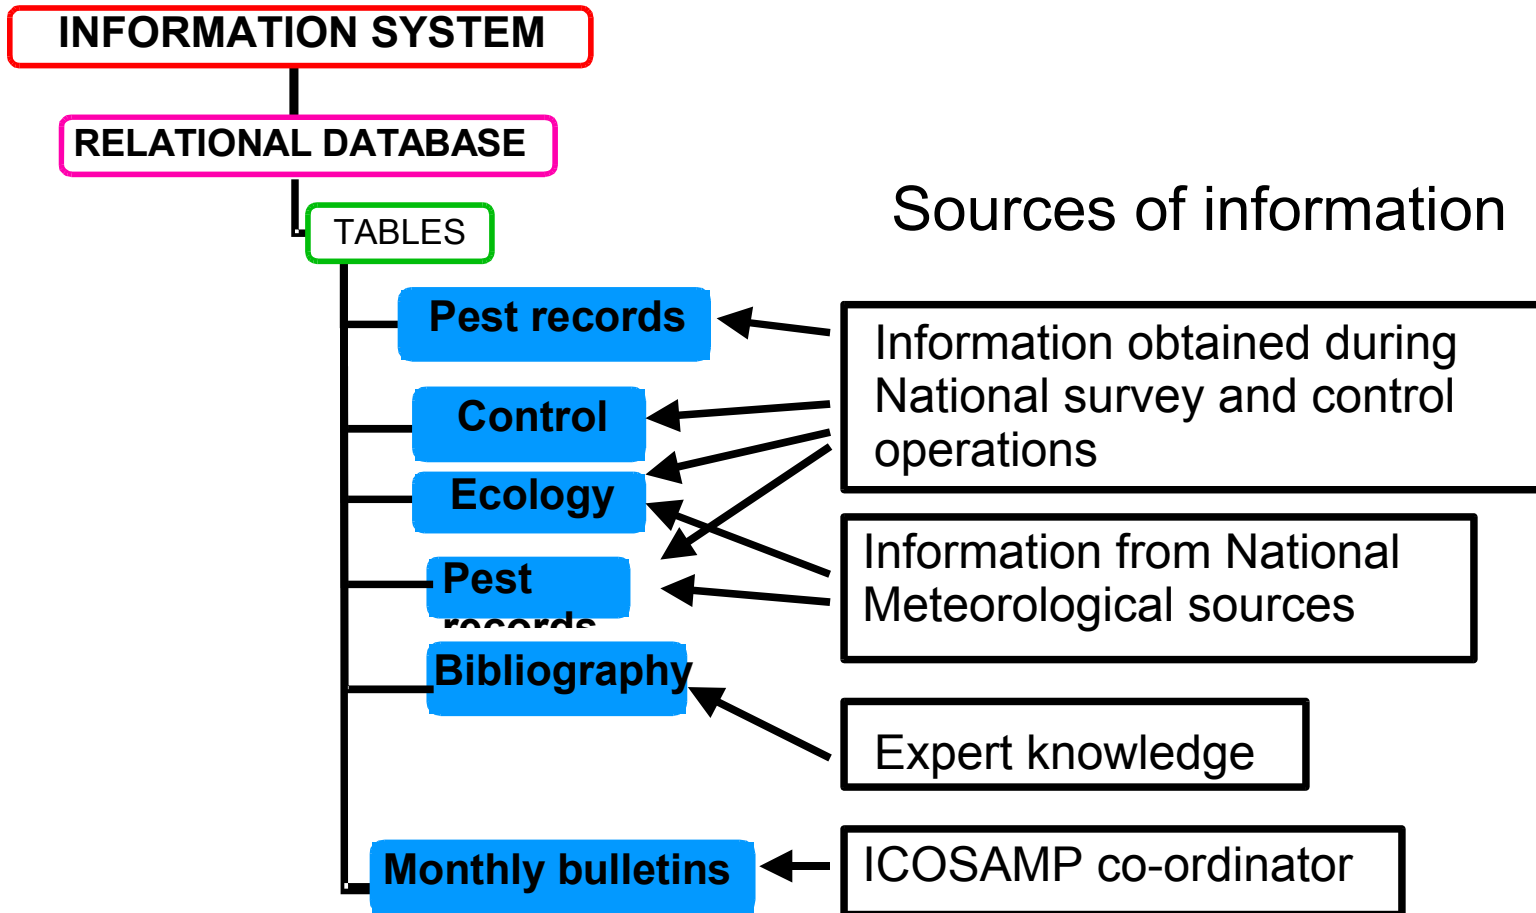 INFORMATION SYSTEM
RELATIONAL DATABASE
TABLES
Sources of information
Pest records
Control
Ecology
Pest
records
Bibliography
Monthly bulletins
Information obtained during
National survey and control
operations
Information from National
Meteorological sources
Expert knowledge
ICOSAMP co-ordinator